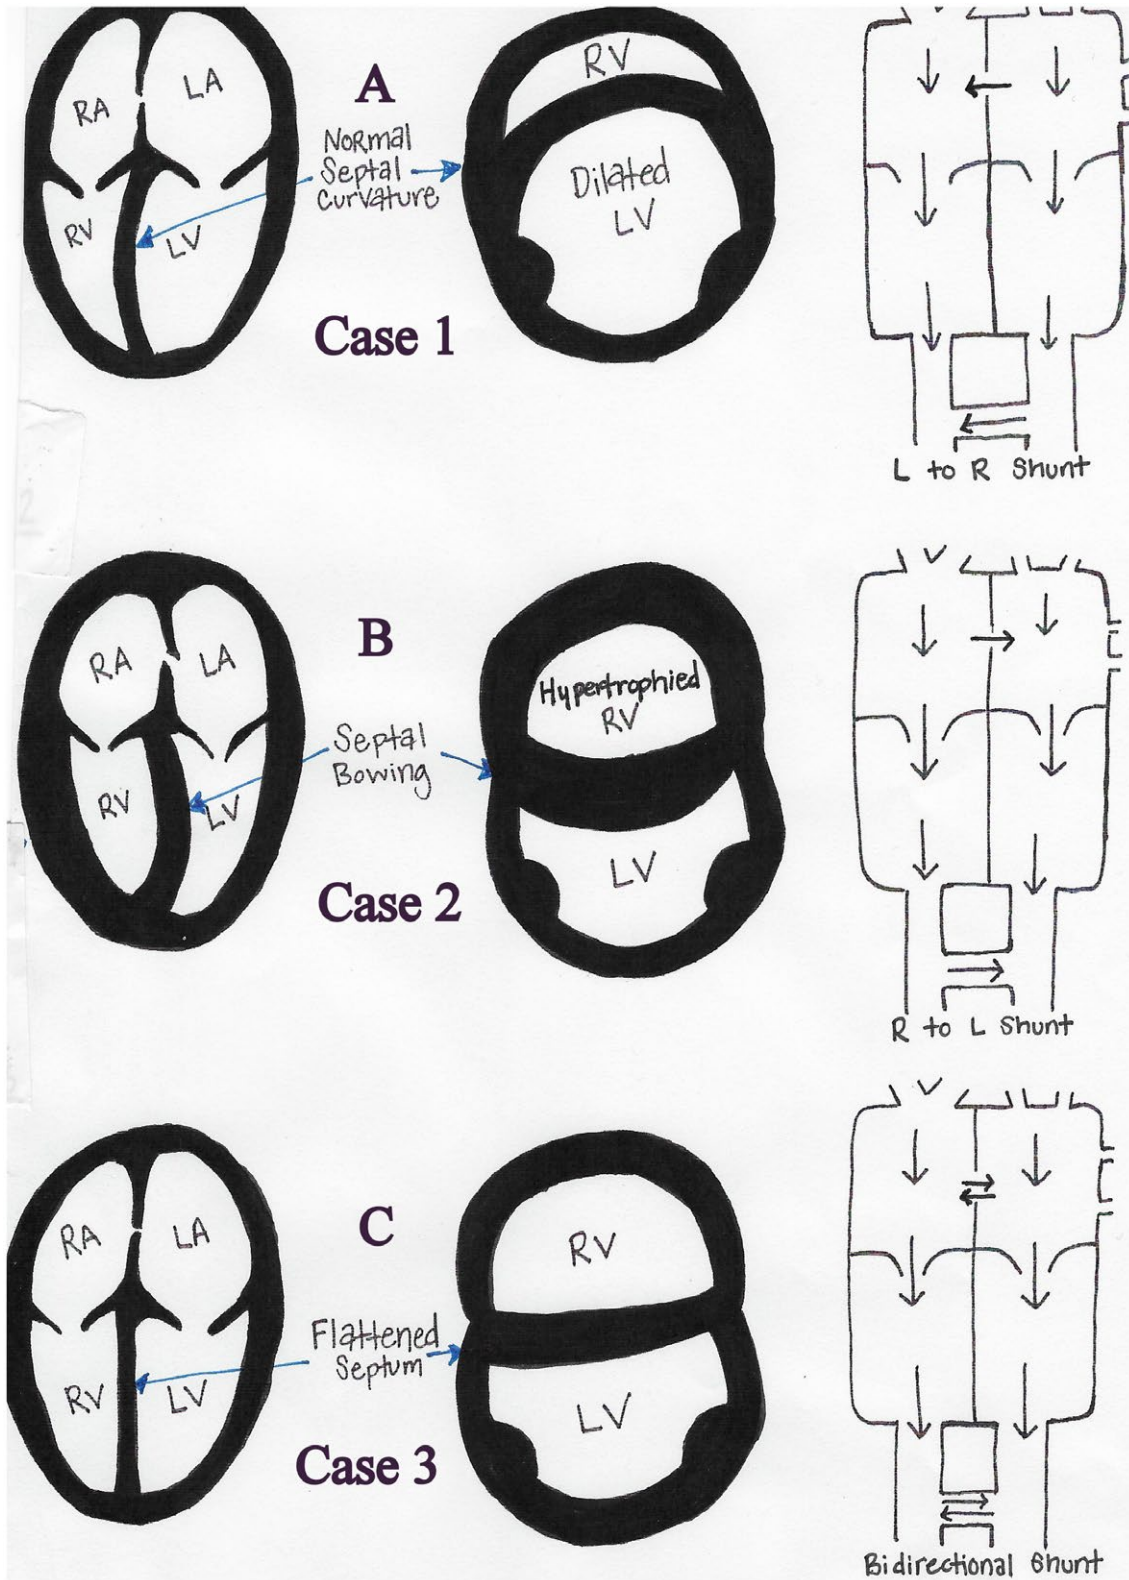 RA
LA
A
Normal
Septal
Curvature
RV
LV
RV
Dilated
LV
Case 1
L to R Shunt
RA
LA
B
Septal
Bowing
RV
LV
Hypertrophied
RV
LV
Case 2
R to L Shunt
RA
LA
C
Flattened
Septum
RV
LV
RV
LV
Case 3
Bidirectional Shunt